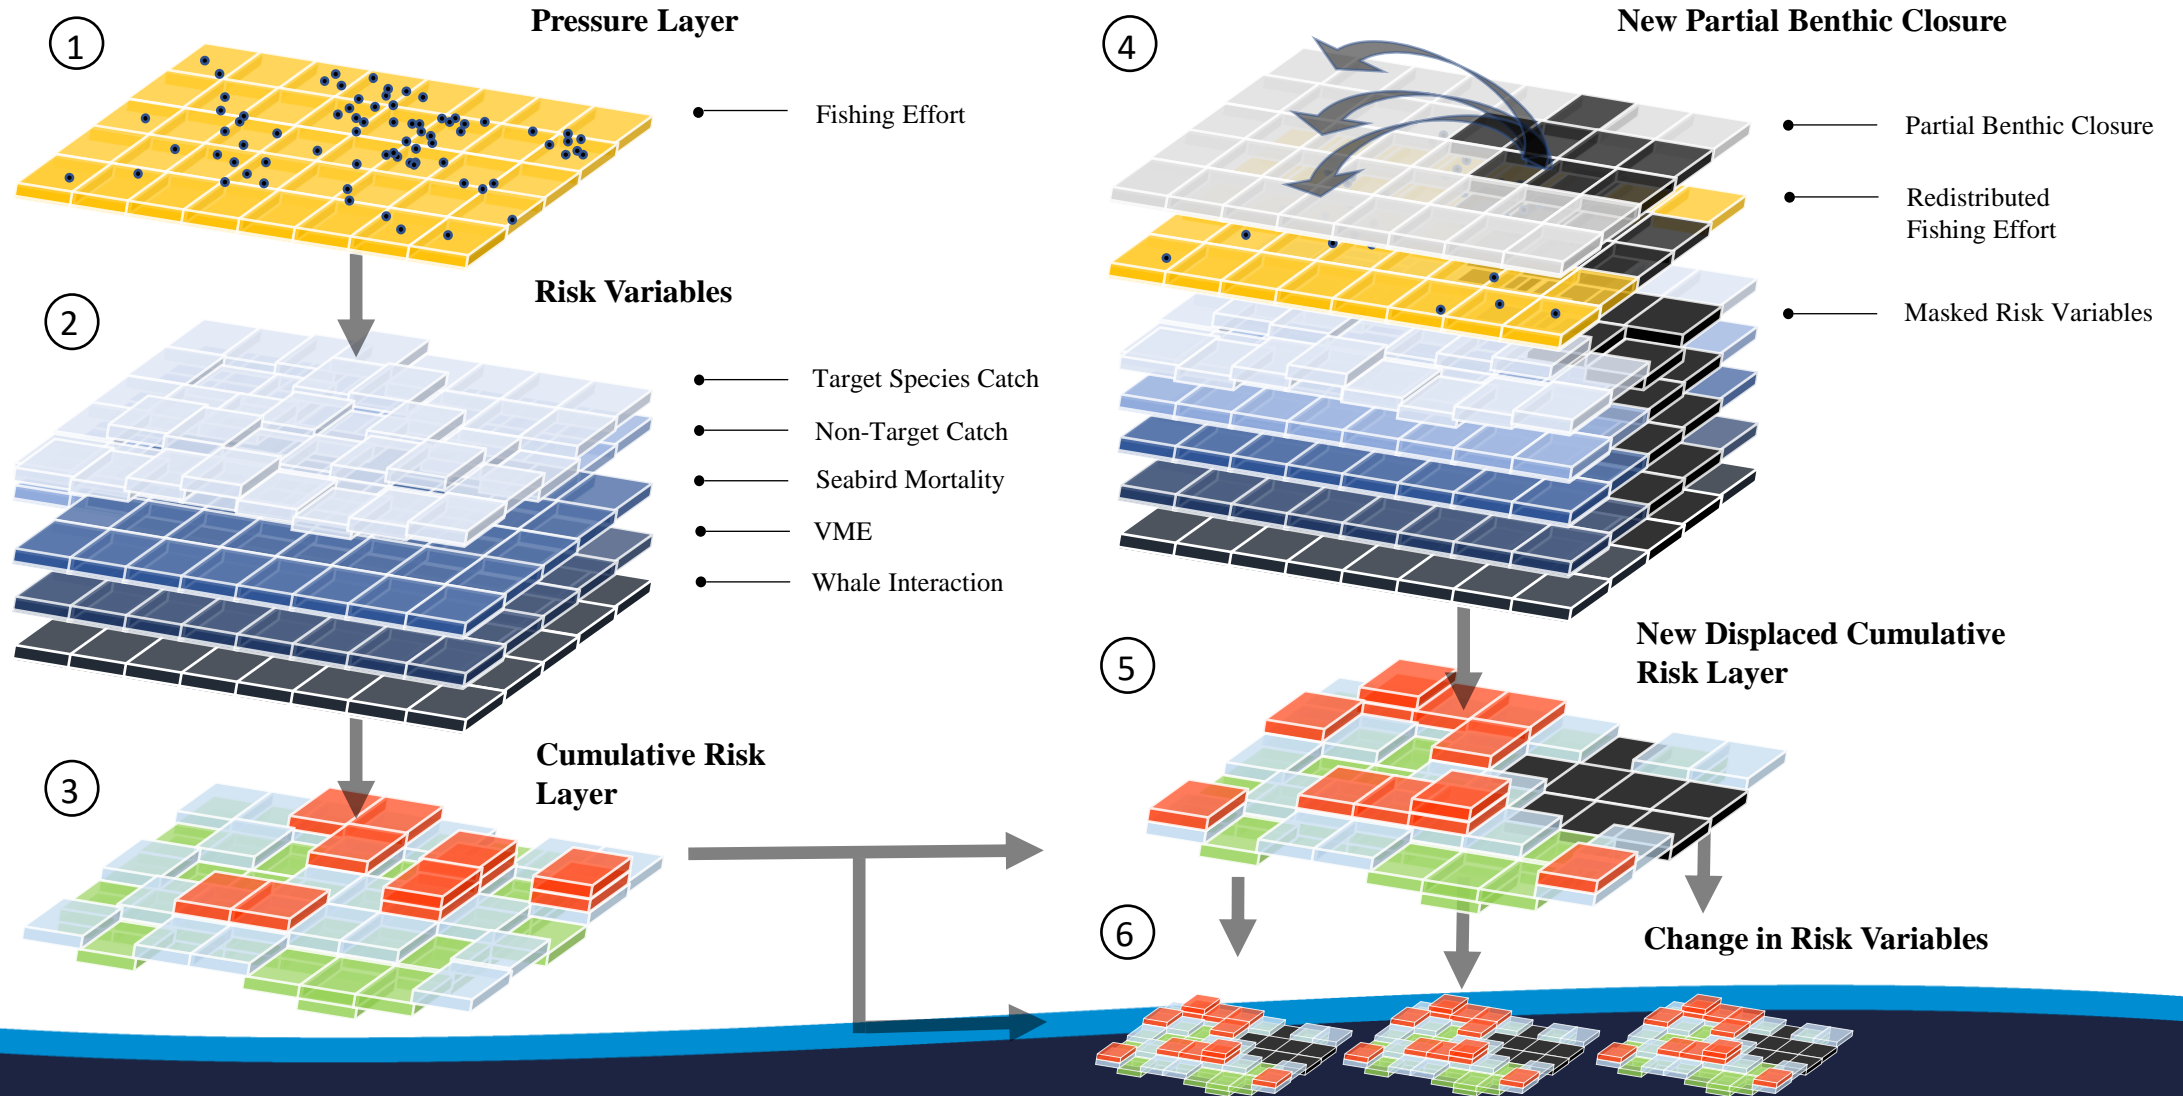 1
Pressure Layer
Fishing Effort
2
Risk Variables
Target Species Catch
Non-Target Catch
Seabird Mortality
VME
Whale Interaction
3
Cumulative Risk
Layer
4
New Partial Benthic Closure
Partial Benthic Closure
Redistributed
Fishing Effort
Masked Risk Variables
5
New Displaced Cumulative
Risk Layer
6
Change in Risk Variables